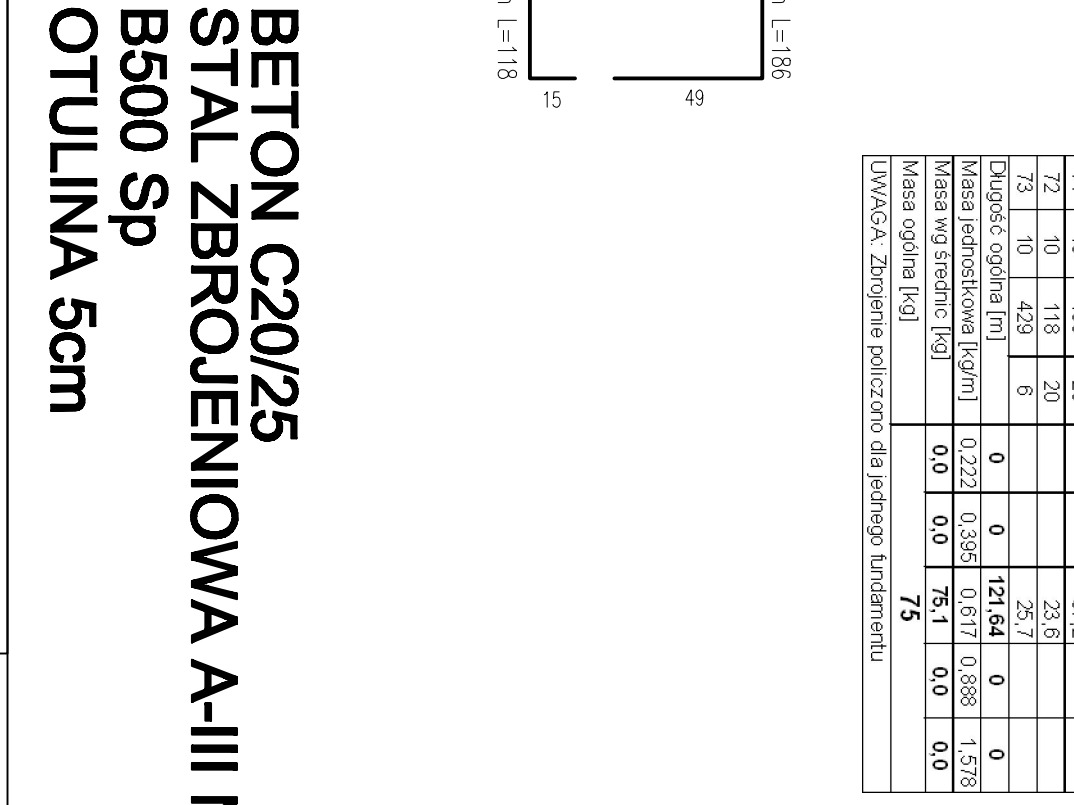 L=186
49
L=118
15
72 10 118 20 23,6
73 10 429 6 25,7
Długość ogólna [m] 0 0 121,64 0 0
Masa jednostkowa [kg/m] 0,222 0,395 0,617 0,888 1,578
Masa wg średnic [kg] 0,0 0,0 75,1 0,0 0,0
Masa ogólna [kg] 75
UWAGA: Zbrojenie policzono dla jednego fundamentu
BETON C20/25
STAL ZBROJENIOWA A-III
B500 Sp
OTULINA 5cm